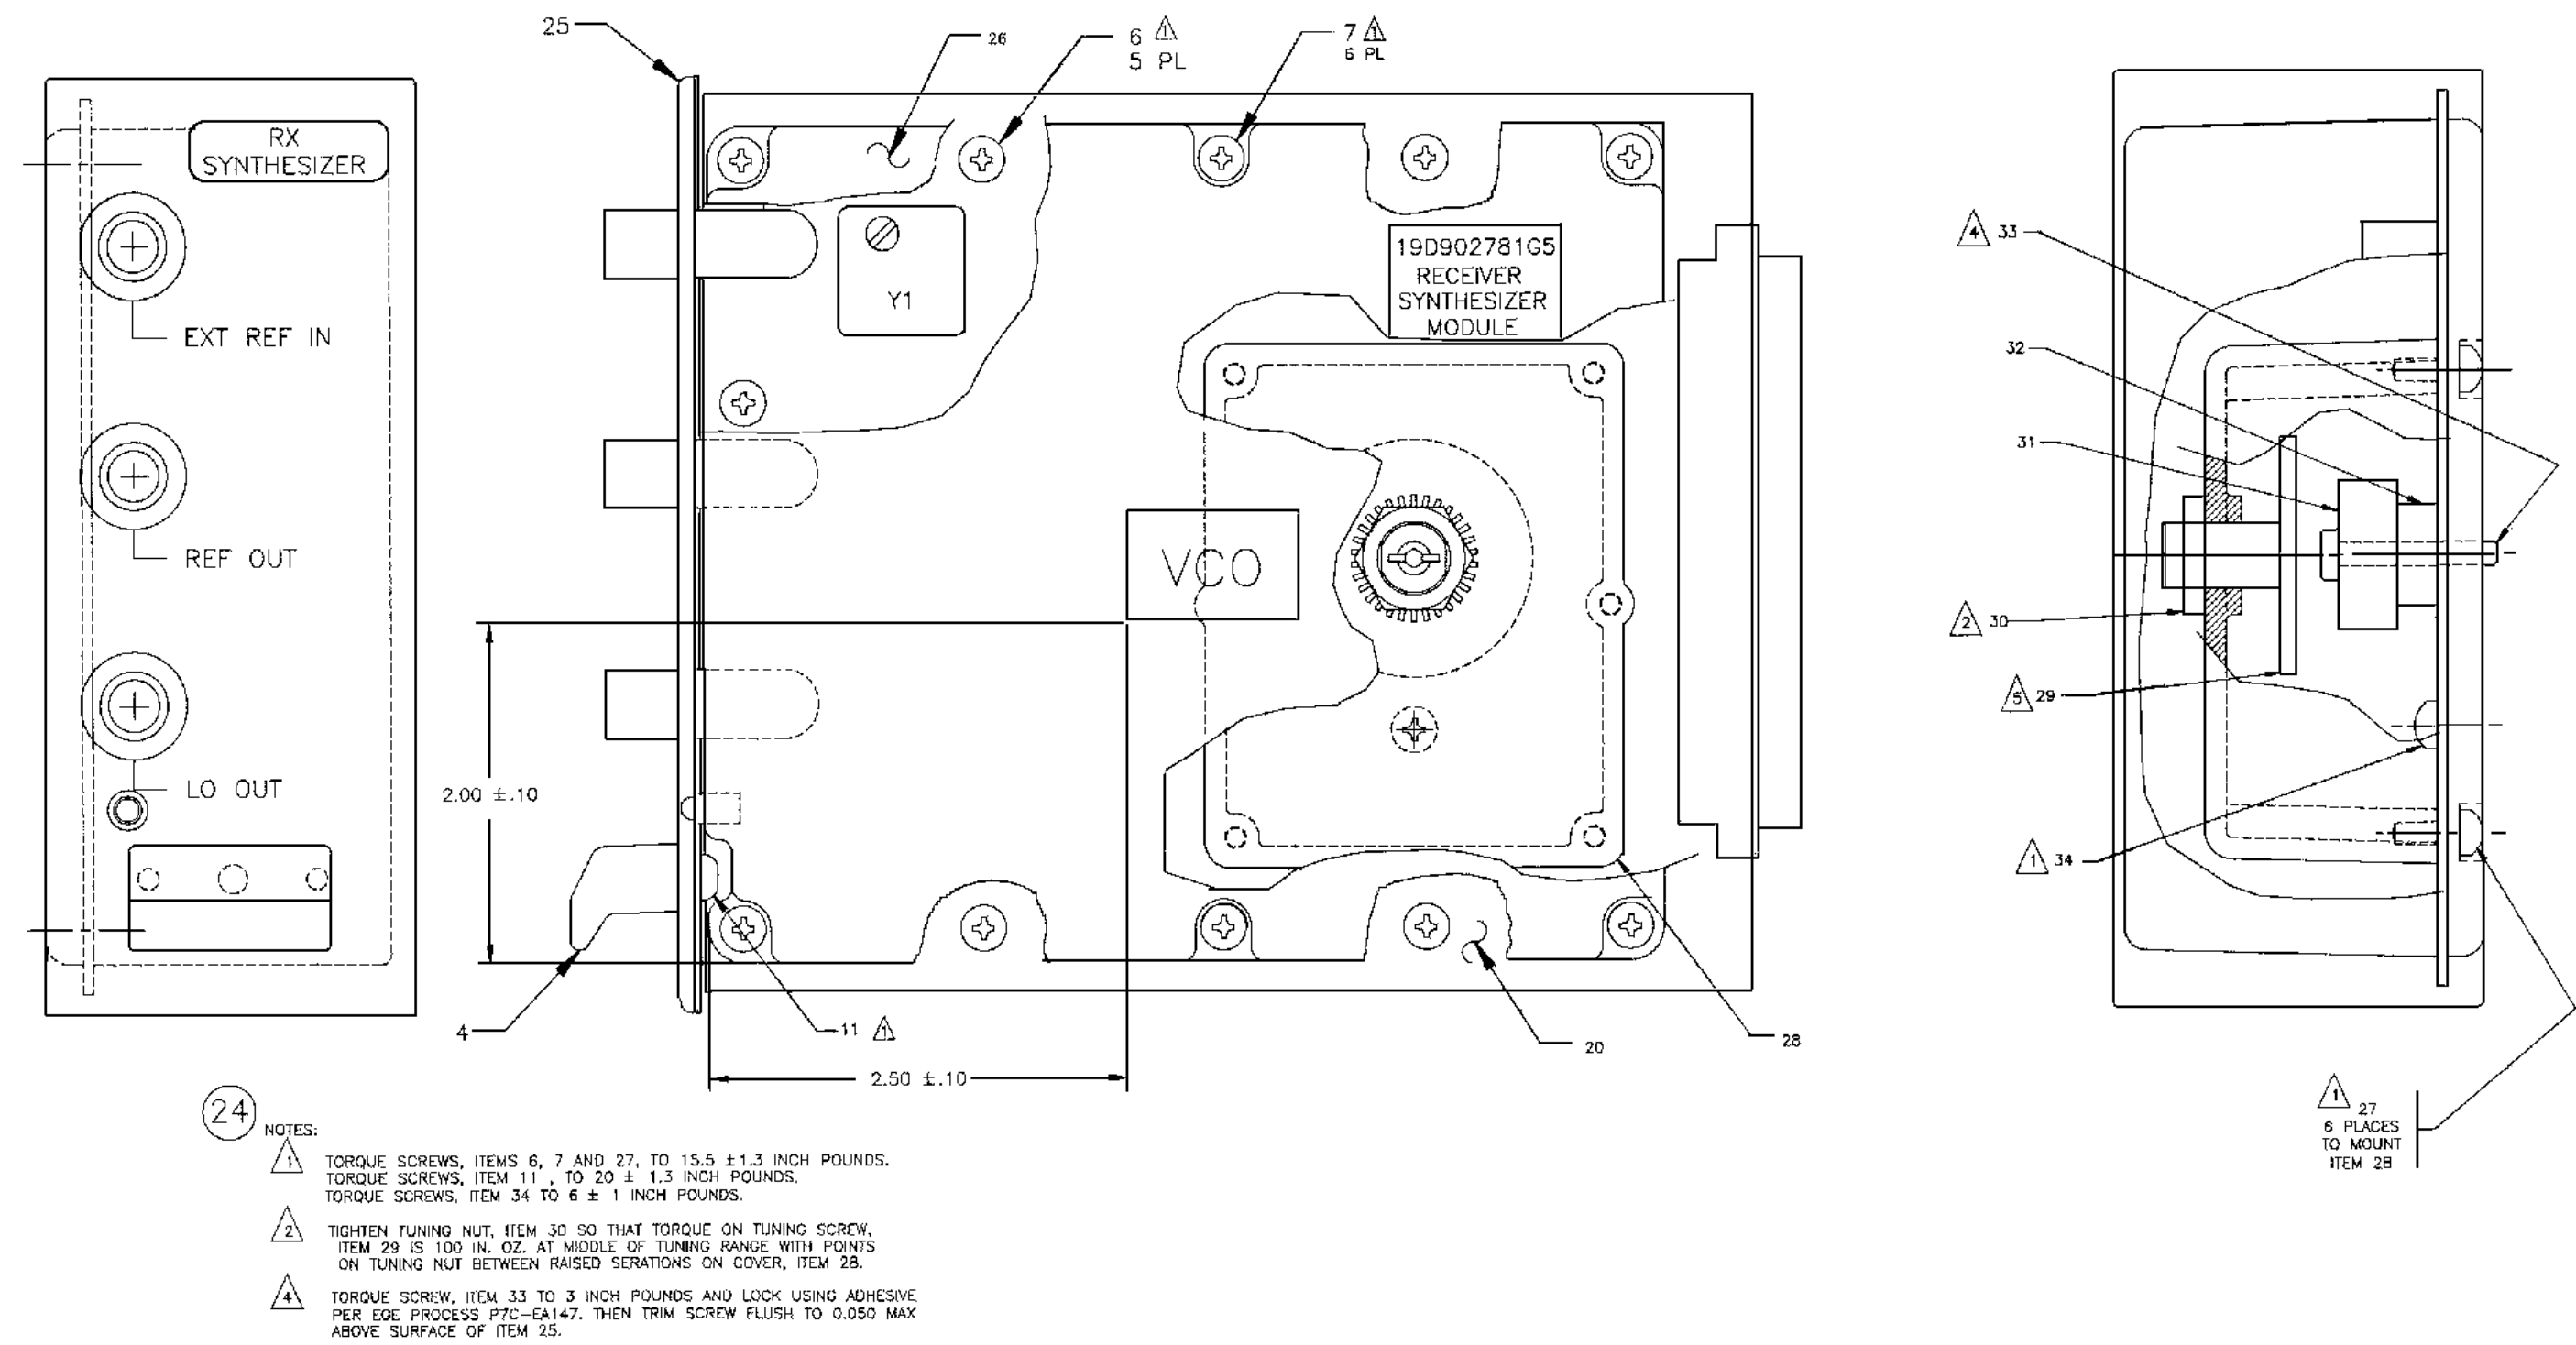 25
26
6 1
5 PL
7 1
6 PL
RX
SYNTHESIZER
EXT REF IN
REF OUT
LO OUT
Y1
19D902781G5
RECEIVER
SYNTHESIZER
MODULE
VCO
2.00 ±.10
2.50 ±.10
4
11 1
20
28
4 33
32
31
2 30
5 29
1 34
1 27
6 PLACES
TO MOUNT
ITEM 28
24
NOTES:
1 TORQUE SCREWS, ITEMS 6, 7 AND 27, TO 15.5 ±1.3 INCH POUNDS.
TORQUE SCREWS, ITEM 11 , TO 20 ± 1.3 INCH POUNDS.
TORQUE SCREWS, ITEM 34 TO 6 ± 1 INCH POUNDS.
2 TIGHTEN TUNING NUT, ITEM 30 SO THAT TORQUE ON TUNING SCREW,
ITEM 29 IS 100 IN. OZ. AT MIDDLE OF TUNING RANGE WITH POINTS
ON TUNING NUT BETWEEN RAISED SERATIONS ON COVER, ITEM 28.
4 TORQUE SCREW, ITEM 33 TO 3 INCH POUNDS AND LOCK USING ADHESIVE
PER EGE PROCESS P7C-EA147. THEN TRIM SCREW FLUSH TO 0.050 MAX
ABOVE SURFACE OF ITEM 25.